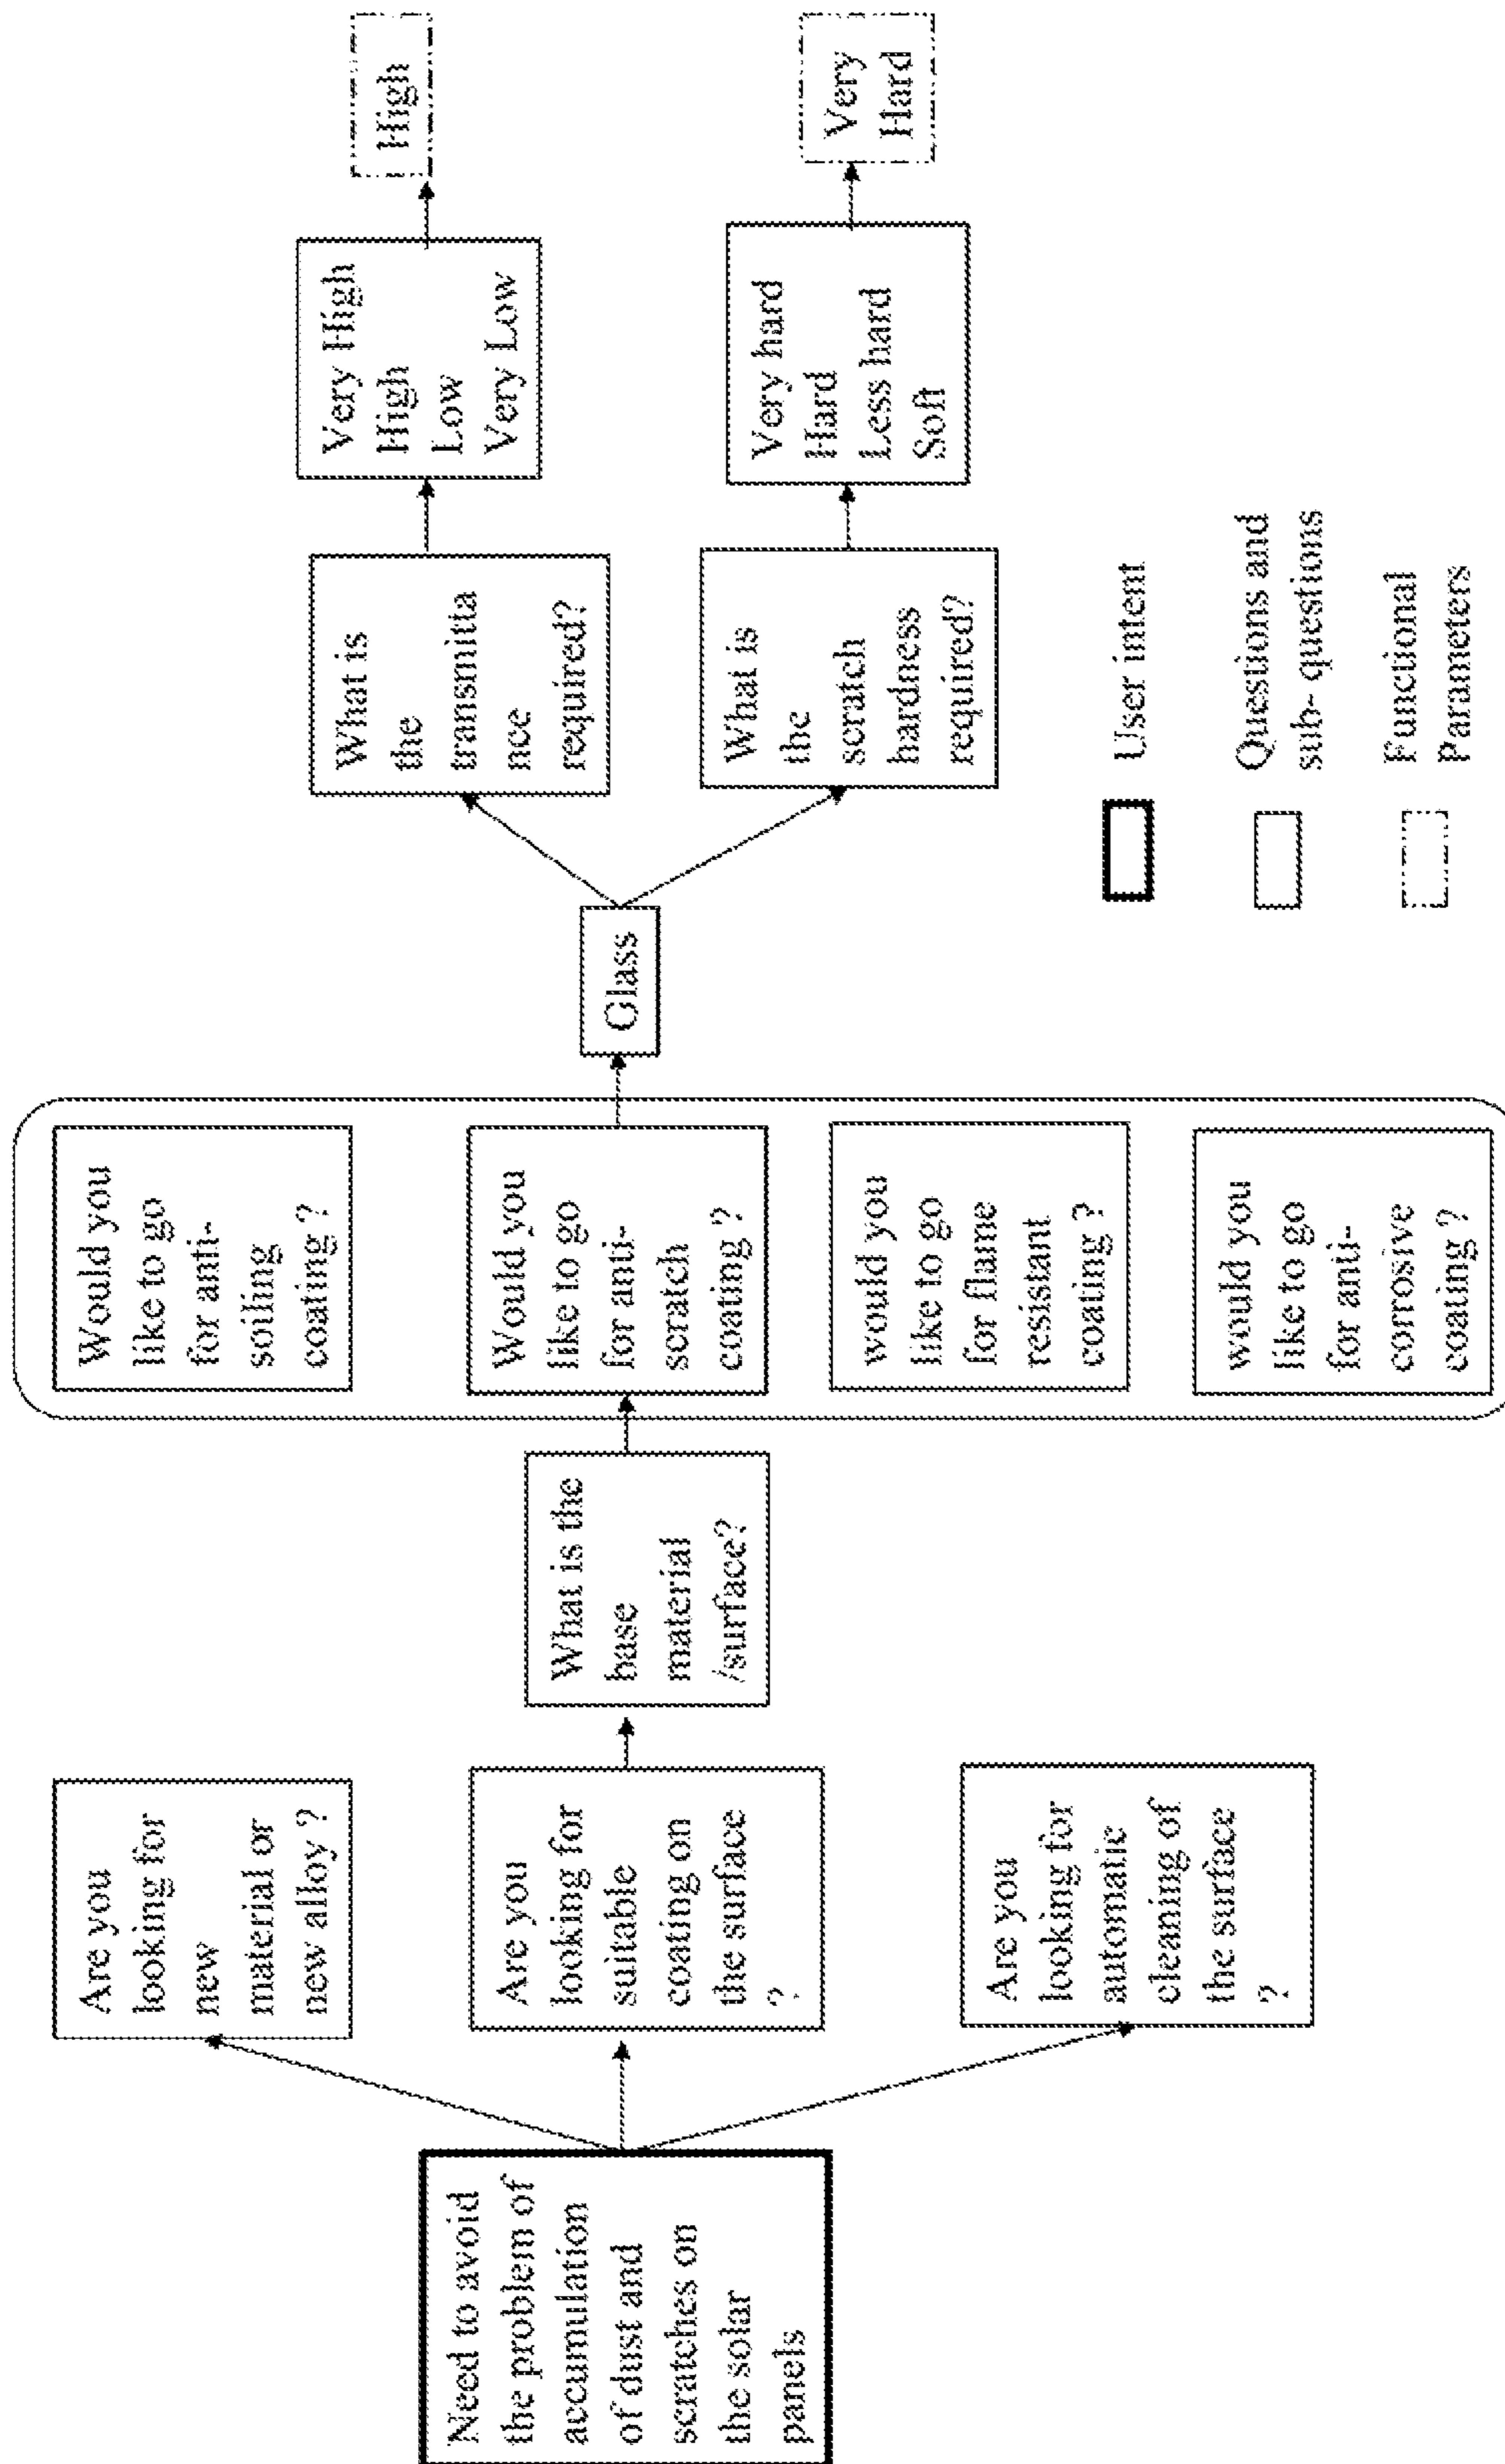 Need to avoid
the problem of
accumulation
of dust and
scratches on
the solar
panels
Are you
looking for
new
material or
new alloy ?
Are you
looking for
suitable
coating on
the surface
?
Are you
looking for
automatic
cleaning of
the surface
?
What is the
base
material
/surface?
Would you
like to go
for anti-
soiling
coating ?
Would you
like to go
for anti-
scratch
coating ?
would you
like to go
for flame
resistant
coating ?
would you
like to go
for anti-
corrosive
coating ?
Glass
What is
the
transmitta
nce
required?
What is
the
scratch
hardness
required?
Very High
High
Low
Very Low
Very hard
Hard
Less hard
Soft
High
Very
Hard
User intent
Questions and
sub- questions
Functional
Parameters